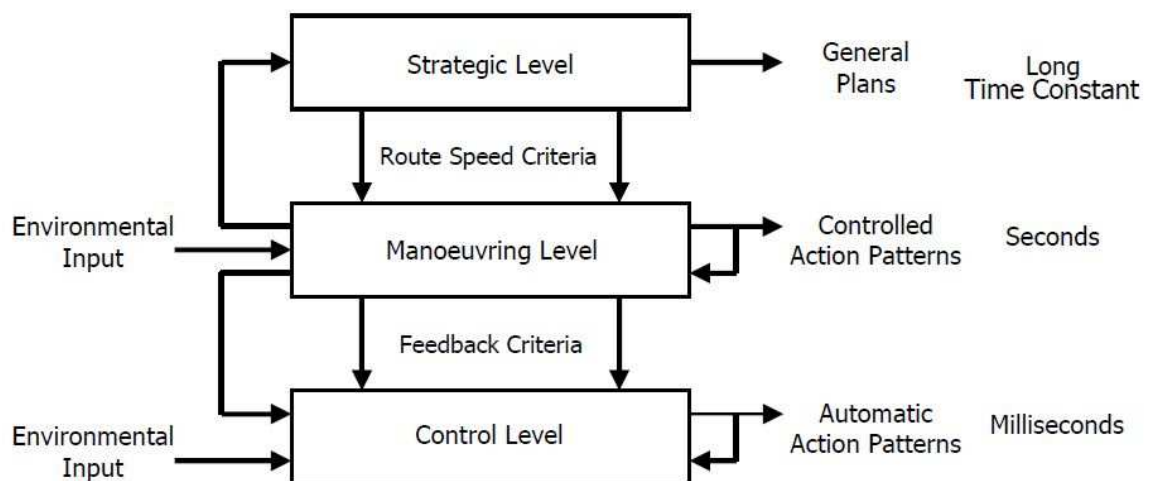 Strategic Level
General
Plans
Long
Time Constant
Route Speed Criteria
Environmental
Input
Manoeuvring Level
Controlled
Action Patterns
Seconds
Feedback Criteria
Environmental
Input
Control Level
Automatic
Action Patterns
Milliseconds